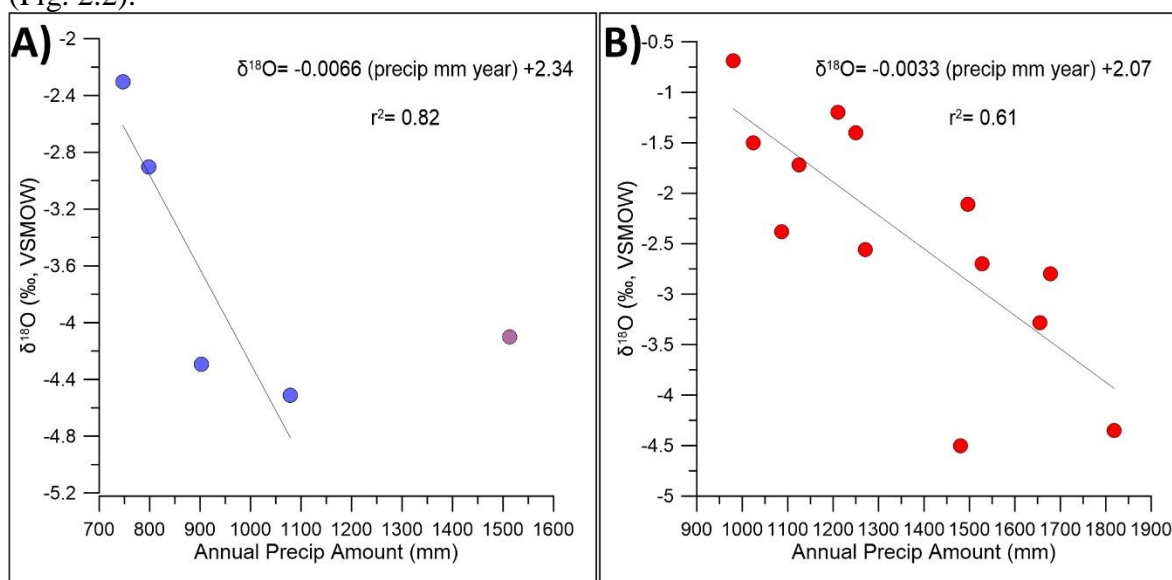 (Fig. 2.2).
A)
δ¹⁸O= -0.0066 (precip mm year) +2.34
r²= 0.82
δ¹⁸O (‰, VSMOW)
-2
-2.4
-2.8
-3.2
-3.6
-4
-4.4
-4.8
-5.2
700 800 900 1000 1100 1200 1300 1400 1500 1600
Annual Precip Amount (mm)
B)
δ¹⁸O= -0.0033 (precip mm year) +2.07
r²= 0.61
δ¹⁸O (‰, VSMOW)
-0.5
-1
-1.5
-2
-2.5
-3
-3.5
-4
-4.5
-5
900 1000 1100 1200 1300 1400 1500 1600 1700 1800 1900
Annual Precip Amount (mm)